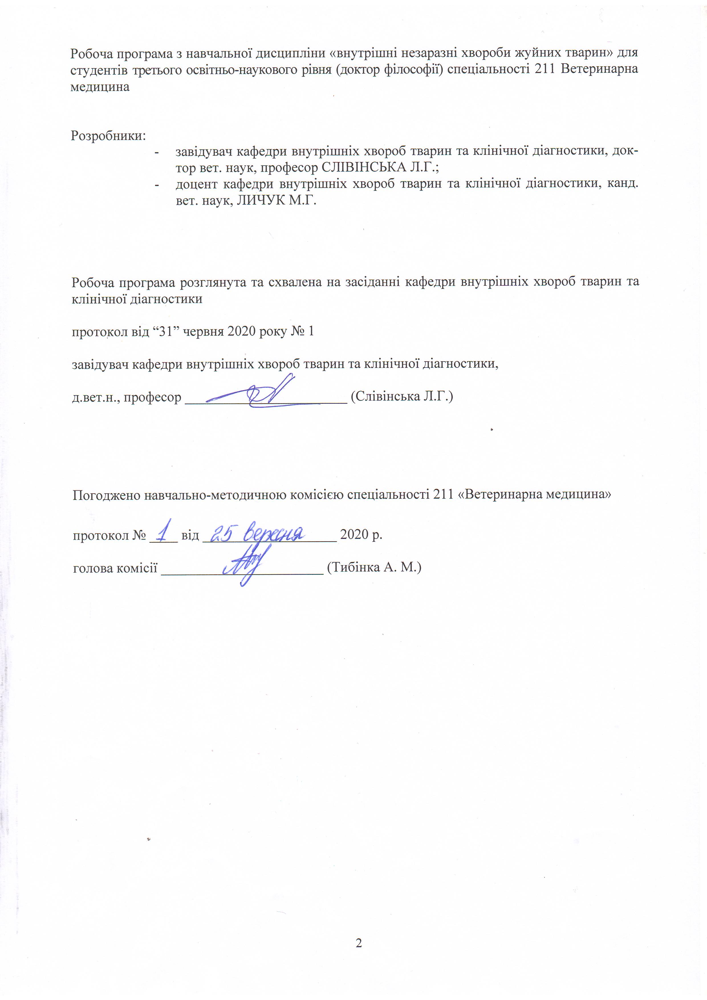 Робоча програма з навчальної дисципліни «внутрішні незаразні хвороби жуйних тварин» для
студентів третього освітньо-наукового рівня (доктор філософії) спеціальності 211 Ветеринарна
медицина
Розробники:
- завідувач кафедри внутрішніх хвороб тварин та клінічної діагностики, док-
тор вет. наук, професор СЛІВІНСЬКА Л.Г.;
- доцент кафедри внутрішніх хвороб тварин та клінічної діагностики, канд.
вет. наук, ЛИЧУК М.Г.
Робоча програма розглянута та схвалена на засіданні кафедри внутрішніх хвороб тварин та
клінічної діагностики
протокол від “31” червня 2020 року № 1
завідувач кафедри внутрішніх хвороб тварин та клінічної діагностики,
д.вет.н., професор (Слівінська Л.Г.)
Погоджено навчально-методичною комісією спеціальності 211 «Ветеринарна медицина»
протокол № 1 від 25 вересня 2020 р.
голова комісії (Тибінка А. М.)
2